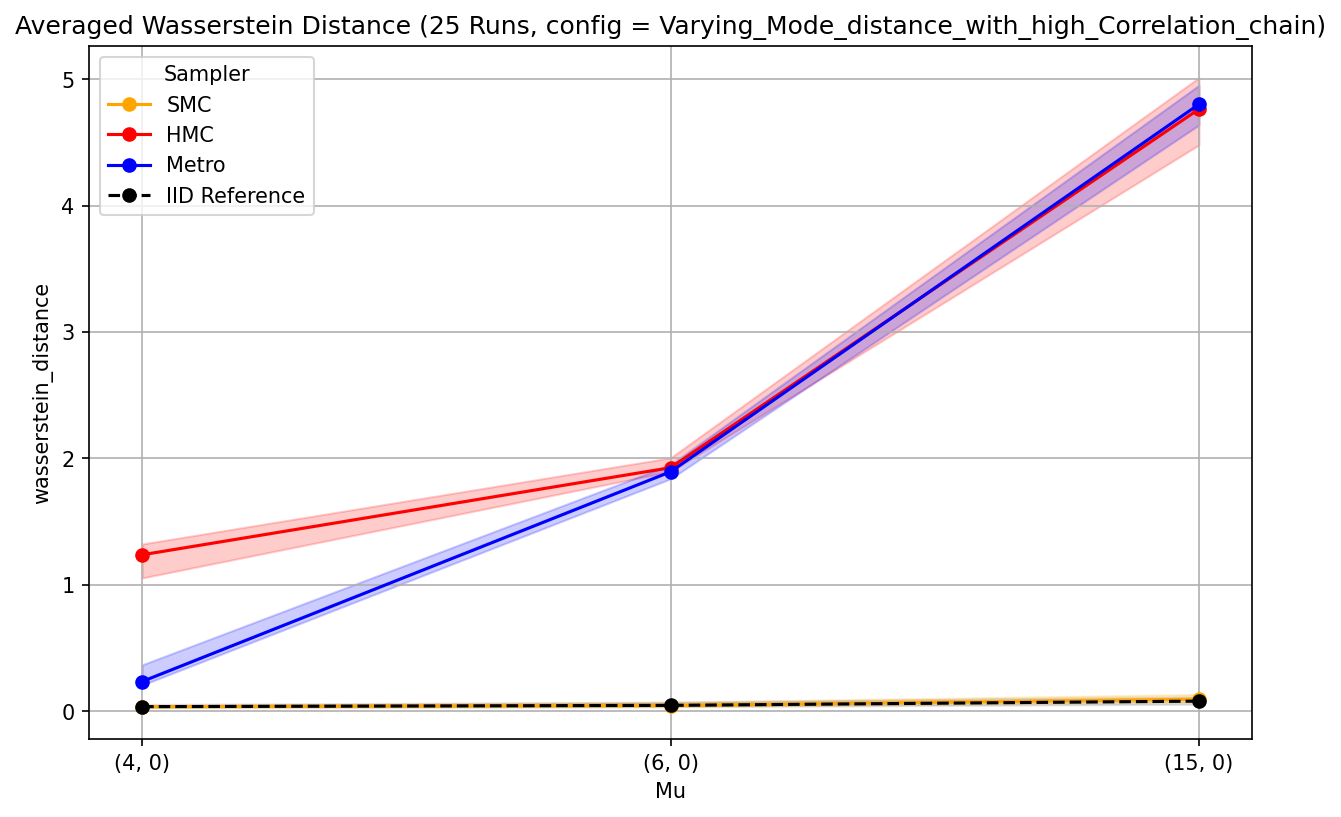 Averaged Wasserstein Distance (25 Runs, config = Varying_Mode_distance_with_high_Correlation_chain)
Sampler
SMC
HMC
Metro
IID Reference
wasserstein_distance
5
4
3
2
1
0
(4, 0)
(6, 0)
(15, 0)
Mu